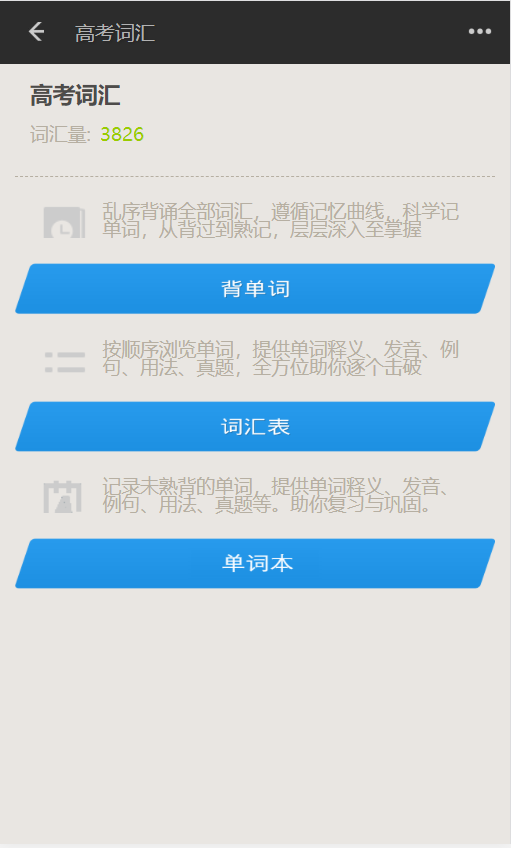 高考词汇
高考词汇
词汇量: 3826
乱序背诵全部词汇，遵循记忆曲线，科学记
单词，从背过到熟记，层层深入至掌握
背单词
按顺序浏览单词，提供单词释义、发音、例
句、用法、真题，全方位助你逐个击破
词汇表
记录未熟背的单词，提供单词释义、发音、
例句、用法、真题等。助你复习与巩固。
单词本